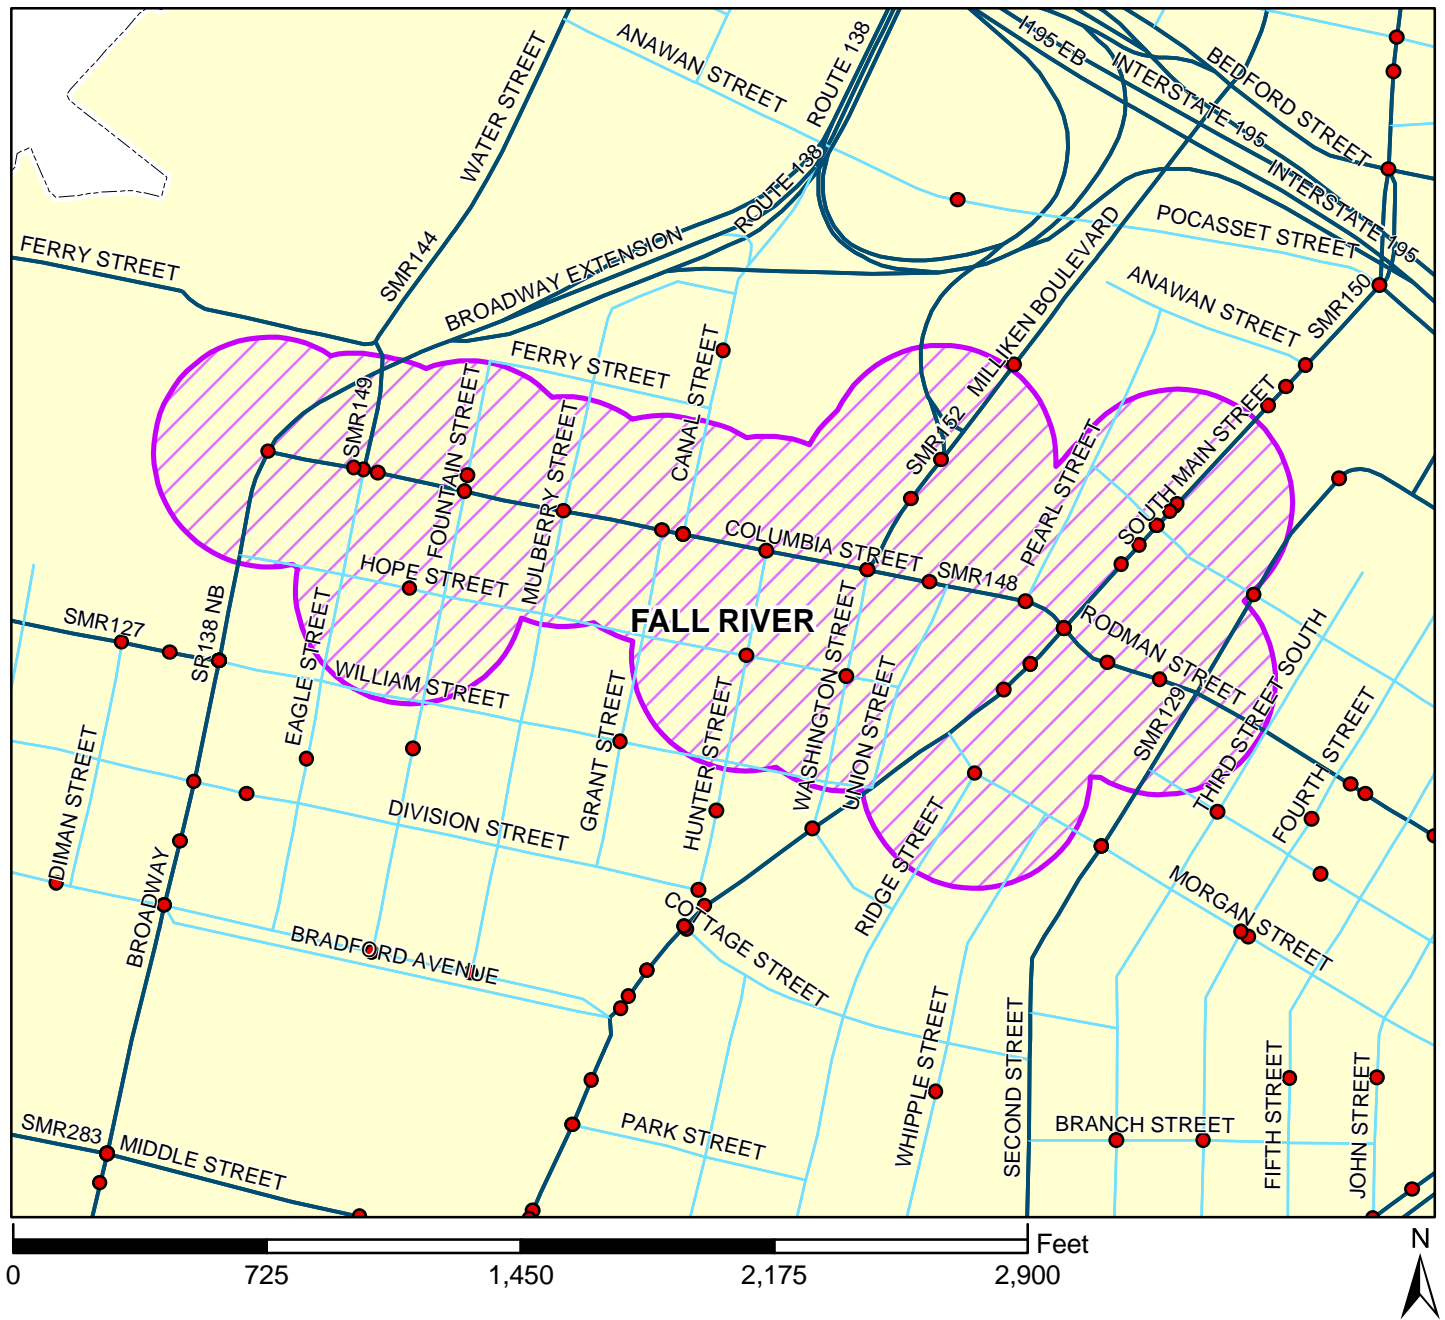 ANAWAN STREET
ROUTE 138
I195 EB
INTERSTATE 195
BEDFORD STREET
WATER STREET
ROUTE 138
INTERSTATE 195
FERRY STREET
SMR144
BROADWAY EXTENSION
MILLIKEN BOULEVARD
POCASSET STREET
ANAWAN STREET
SMR150
FERRY STREET
CANAL STREET
SMR149
FOUNTAIN STREET
MULBERRY STREET
SMR152
PEARL STREET
SOUTH MAIN STREET
COLUMBIA STREET
SMR148
HOPE STREET
FALL RIVER
SMR127
SR138 NB
EAGLE STREET
WILLIAM STREET
WASHINGTON STREET
UNION STREET
RODMAN STREET
SMR129
THIRD STREET SOUTH
FOURTH STREET
GRANT STREET
HUNTER STREET
DIMAN STREET
DIVISION STREET
RIDGE STREET
BROADWAY
BRADFORD AVENUE
COTTAGE STREET
MORGAN STREET
WHIPPLE STREET
SECOND STREET
FIFTH STREET
JOHN STREET
BRANCH STREET
PARK STREET
SMR283
MIDDLE STREET
Feet
N
0 725 1,450 2,175 2,900